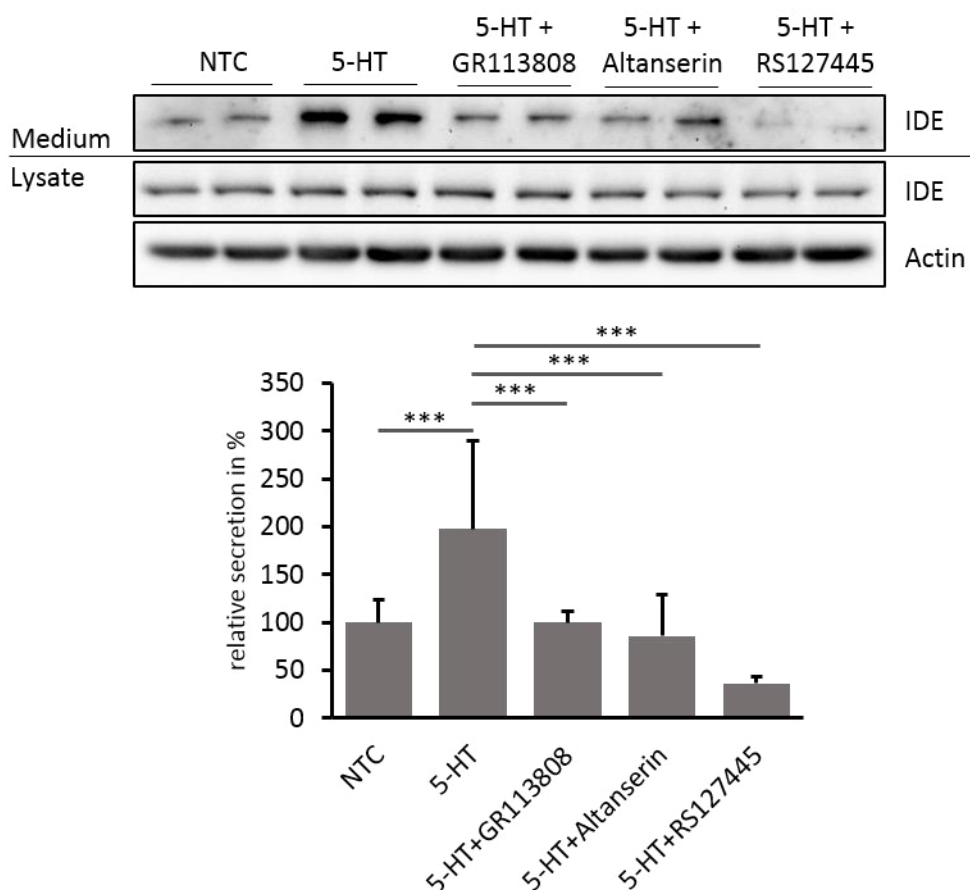 NTC
5-HT
5-HT +
GR113808
5-HT +
Altanserin
5-HT +
RS127445
Medium
IDE
Lysate
IDE
Actin
***
***
***
***
relative secretion in %
350
300
250
200
150
100
50
0
NTC
5-HT
5-HT+GR113808
5-HT+Altanserin
5-HT+RS127445